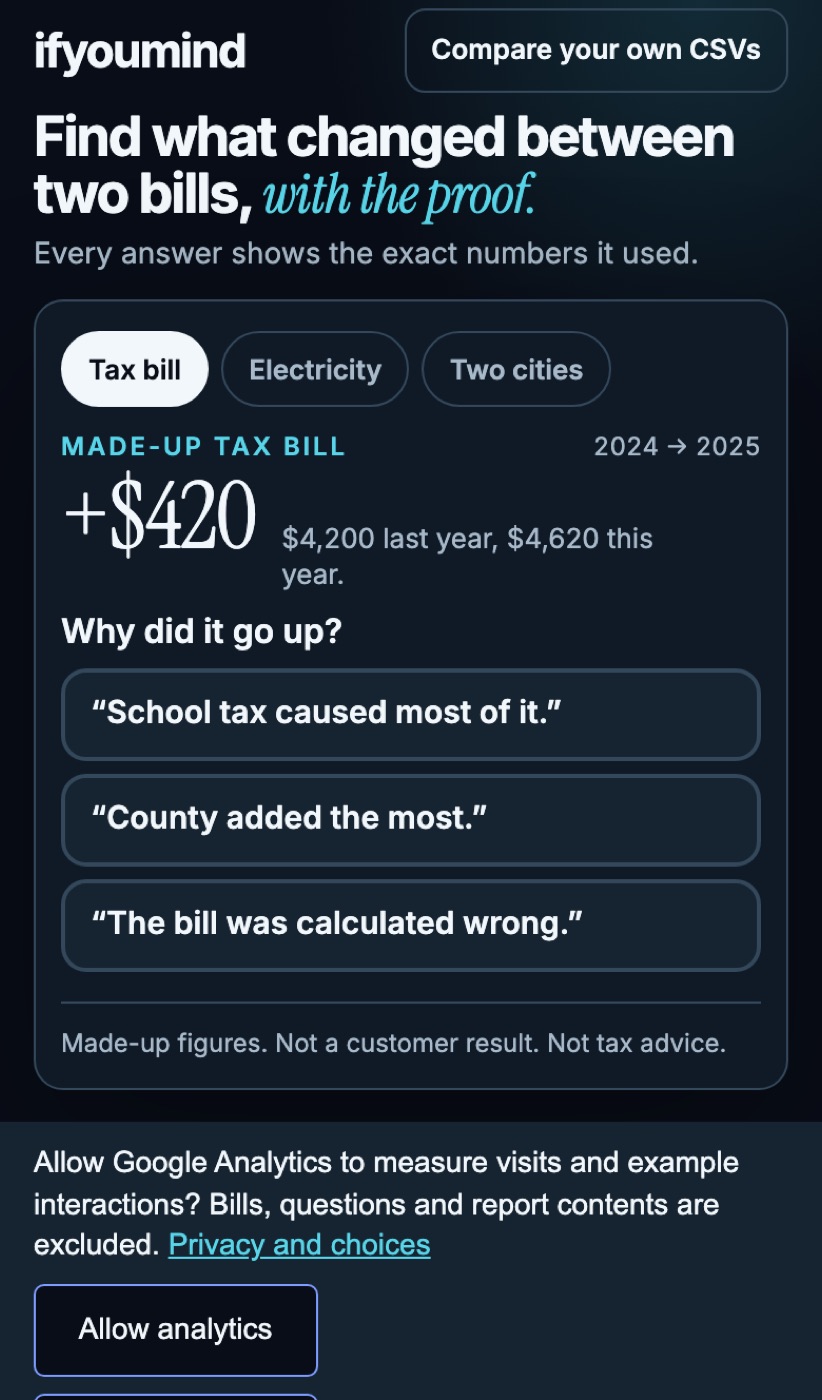 ifyoumind
Compare your own CSVs
Find what changed between
two bills, with the proof.
Every answer shows the exact numbers it used.
Tax bill
Electricity
Two cities
MADE-UP TAX BILL
2024 → 2025
+$420
$4,200 last year, $4,620 this
year.
Why did it go up?
“School tax caused most of it.”
“County added the most.”
“The bill was calculated wrong.”
Made-up figures. Not a customer result. Not tax advice.
Allow Google Analytics to measure visits and example
interactions? Bills, questions and report contents are
excluded. Privacy and choices
Allow analytics